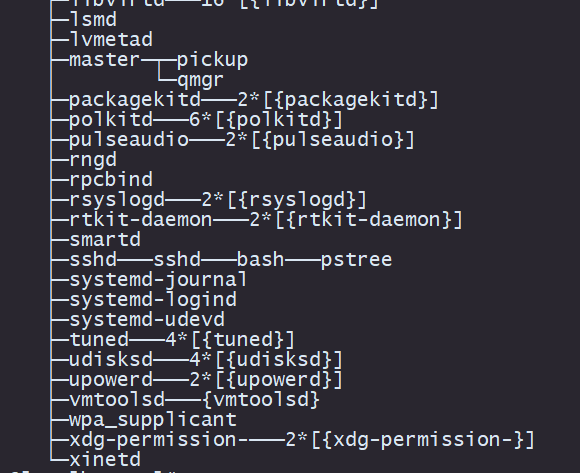 ├─lsmd
├─lvmetad
├─master─┬─pickup
│        └─qmgr
├─packagekitd───2*[{packagekitd}]
├─polkitd───6*[{polkitd}]
├─pulseaudio───2*[{pulseaudio}]
├─rngd
├─rpcbind
├─rsyslogd───2*[{rsyslogd}]
├─rtkit-daemon───2*[{rtkit-daemon}]
├─smartd
├─sshd───sshd───bash───pstree
├─systemd-journal
├─systemd-logind
├─systemd-udevd
├─tuned───4*[{tuned}]
├─udisksd───4*[{udisksd}]
├─upowerd───2*[{upowerd}]
├─vmtoolsd───{vmtoolsd}
├─wpa_supplicant
├─xdg-permission-───2*[{xdg-permission-}]
└─xinetd